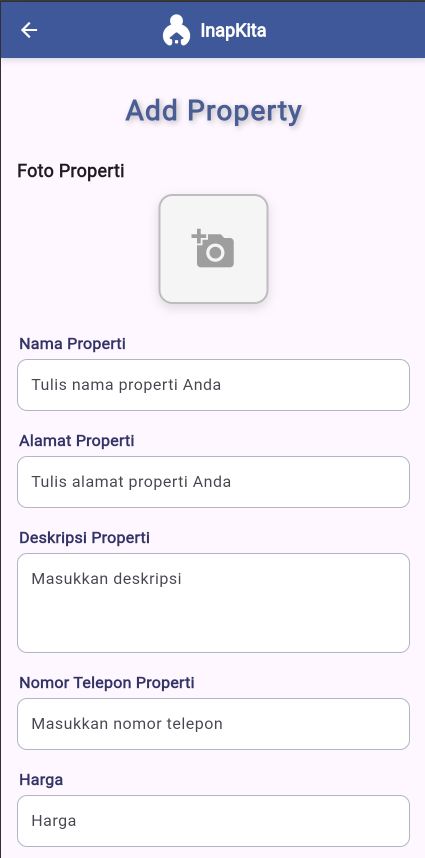 InapKita
Add Property
Foto Properti
Nama Properti
Tulis nama properti Anda
Alamat Properti
Tulis alamat properti Anda
Deskripsi Properti
Masukkan deskripsi
Nomor Telepon Properti
Masukkan nomor telepon
Harga
Harga